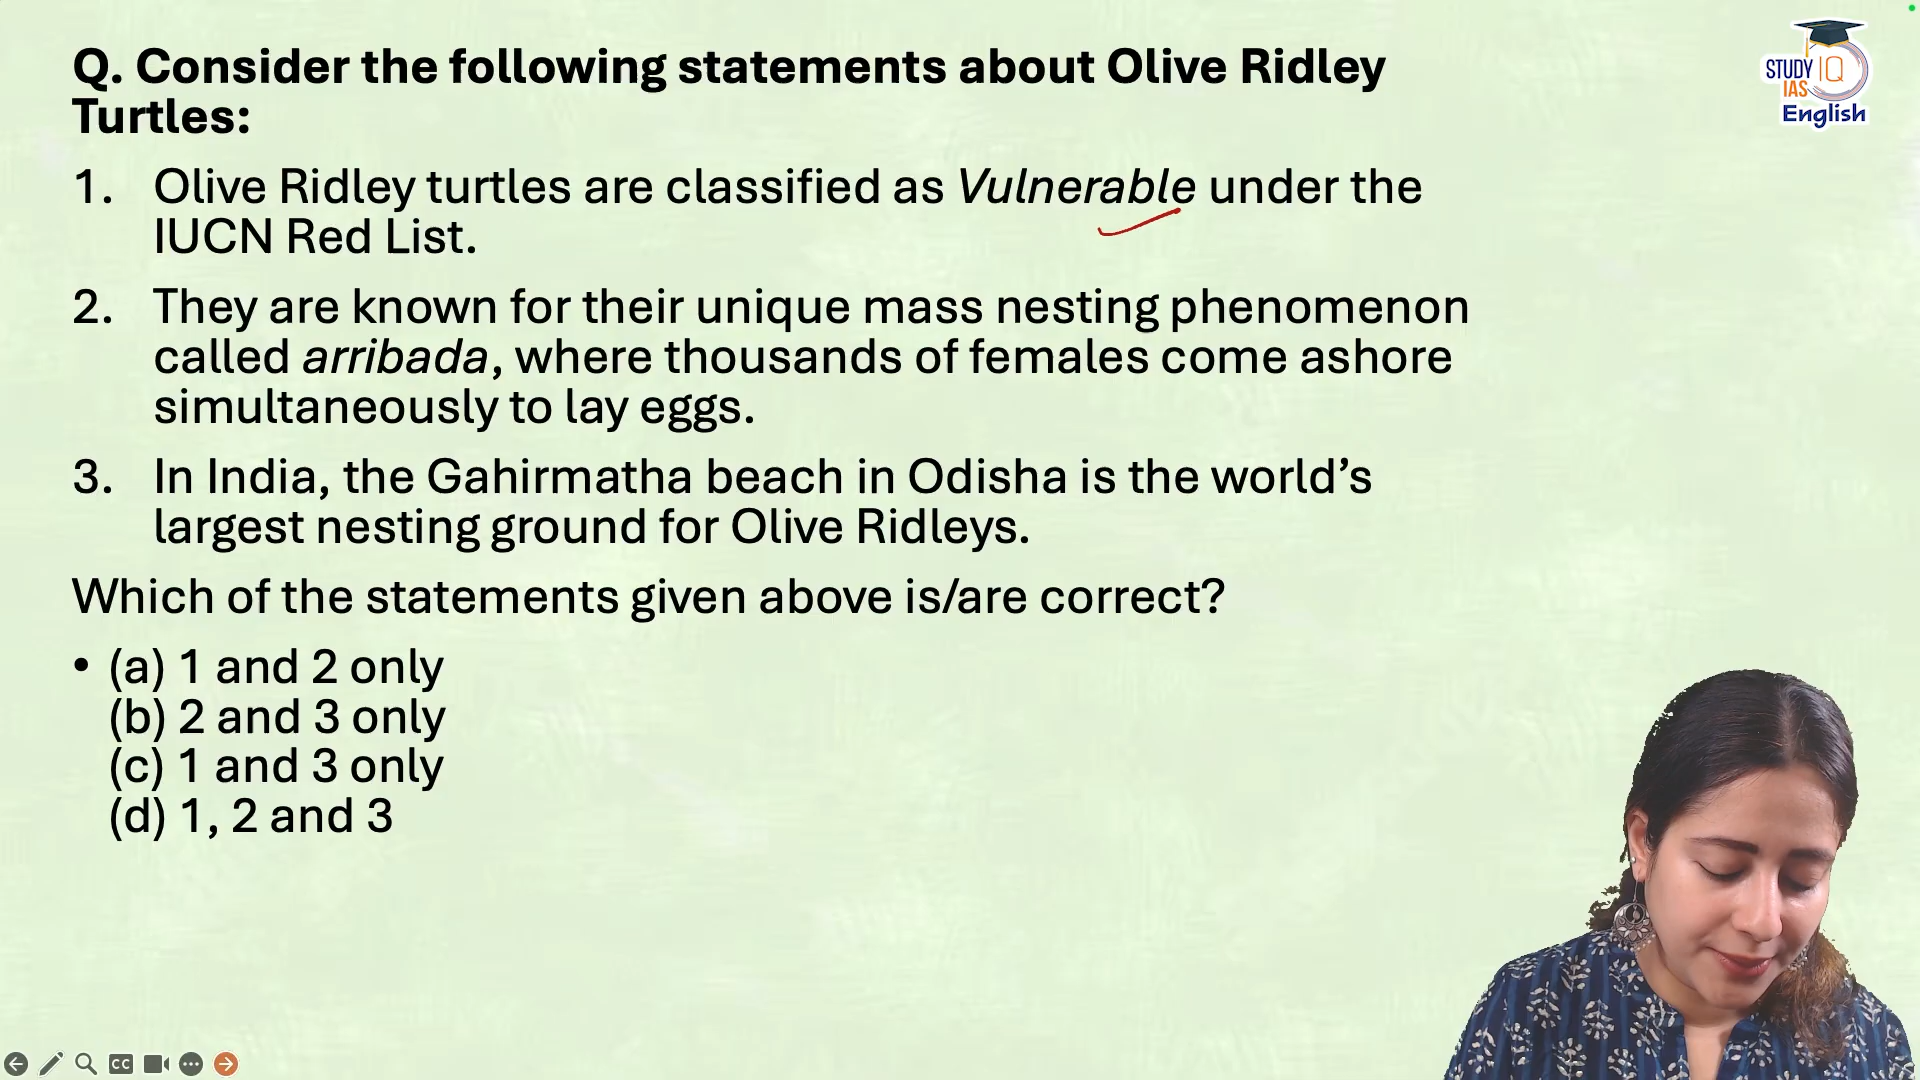 Q. Consider the following statements about Olive Ridley
Turtles:
1. Olive Ridley turtles are classified as Vulnerable under the
IUCN Red List.
2. They are known for their unique mass nesting phenomenon
called arribada, where thousands of females come ashore
simultaneously to lay eggs.
3. In India, the Gahirmatha beach in Odisha is the world’s
largest nesting ground for Olive Ridleys.
Which of the statements given above is/are correct?
• (a) 1 and 2 only
(b) 2 and 3 only
(c) 1 and 3 only
(d) 1, 2 and 3
STUDY IQ
IAS
English
CC